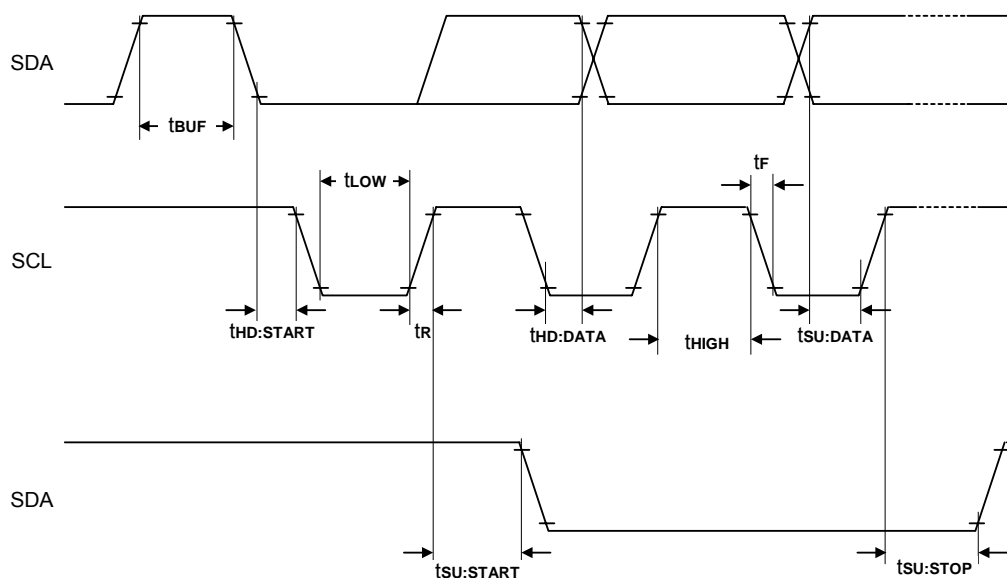 SDA
tBUF
tLOW
tF
SCL
tHD:START
tR
tHD:DATA
tHIGH
tSU:DATA
SDA
tSU:START
tSU:STOP